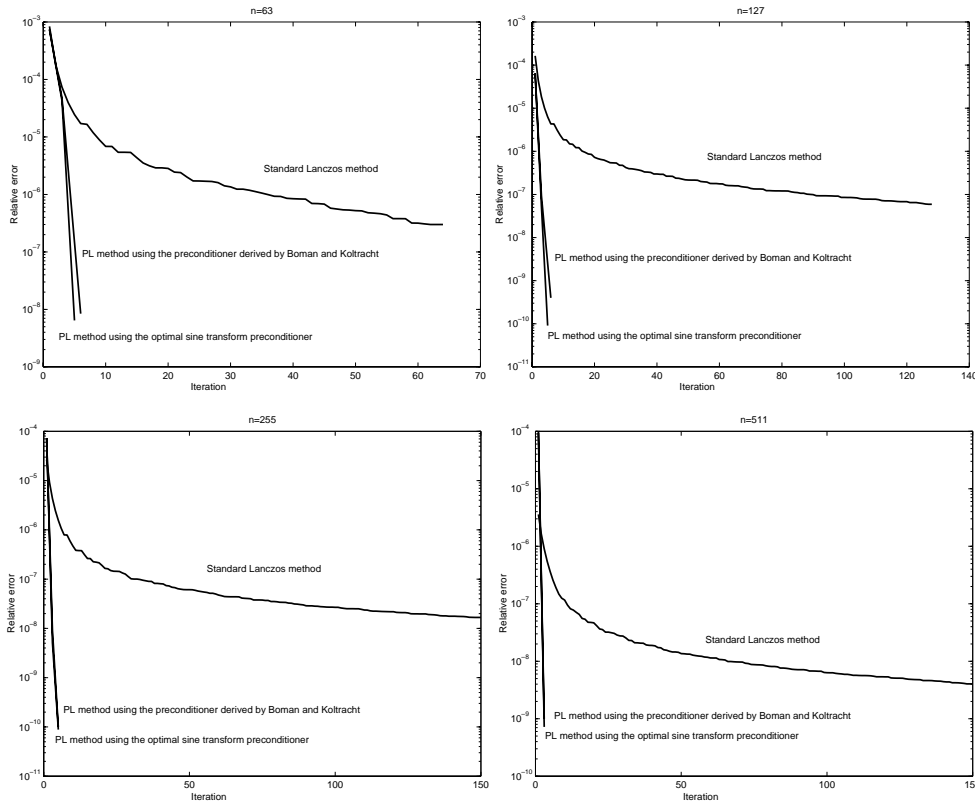 n=63
10^-3
10^-4
10^-5
10^-6
10^-7
10^-8
10^-9
Relative error
Standard Lanczos method
PL method using the preconditioner derived by Boman and Koltracht
PL method using the optimal sine transform preconditioner
0 10 20 30 40 50 60 70
Iteration
n=127
10^-3
10^-4
10^-5
10^-6
10^-7
10^-8
10^-9
10^-10
10^-11
Relative error
Standard Lanczos method
PL method using the preconditioner derived by Boman and Koltracht
PL method using the optimal sine transform preconditioner
0 20 40 60 80 100 120 140
Iteration
n=255
10^-4
10^-5
10^-6
10^-7
10^-8
10^-9
10^-10
10^-11
Relative error
Standard Lanczos method
PL method using the preconditioner derived by Boman and Koltracht
PL method using the optimal sine transform preconditioner
0 50 100 150
Iteration
n=511
10^-4
10^-5
10^-6
10^-7
10^-8
10^-9
10^-10
Relative error
Standard Lanczos method
PL method using the preconditioner derived by Boman and Koltracht
PL method using the optimal sine transform preconditioner
0 50 100 150
Iteration